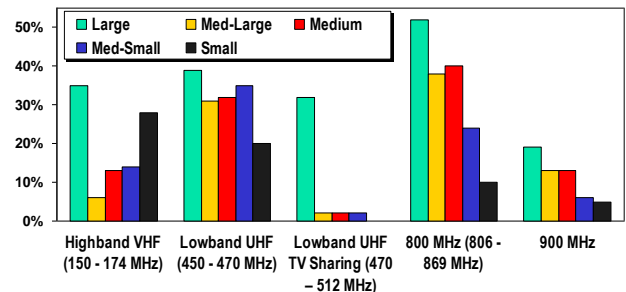 50%
40%
30%
20%
10%
0%
Large Med-Large Medium
Med-Small Small
Highband VHF
(150 - 174 MHz)
Lowband UHF
(450 - 470 MHz)
Lowband UHF
TV Sharing (470
– 512 MHz)
800 MHz (806 -
869 MHz)
900 MHz